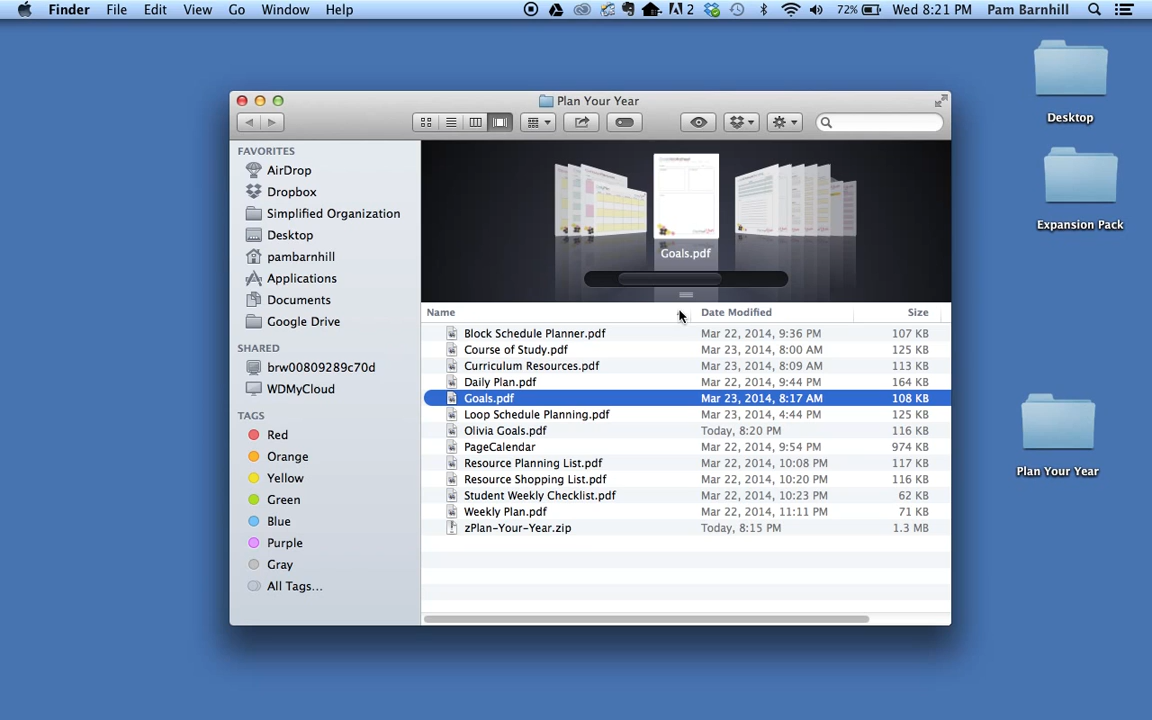 Finder File Edit View Go Window Help 2 72% Wed 8:21 PM Pam Barnhill
Plan Your Year
Desktop
Expansion Pack
Plan Your Year
FAVORITES
AirDrop
Dropbox
Simplified Organization
Desktop
pambarnhill
Applications
Documents
Google Drive
SHARED
brw00809289c70d
WDMyCloud
TAGS
Red
Orange
Yellow
Green
Blue
Purple
Gray
All Tags...
Goals.pdf
Name Date Modified Size
Block Schedule Planner.pdf Mar 22, 2014, 9:36 PM 107 KB
Course of Study.pdf Mar 23, 2014, 8:00 AM 125 KB
Curriculum Resources.pdf Mar 23, 2014, 8:09 AM 113 KB
Daily Plan.pdf Mar 22, 2014, 9:44 PM 164 KB
Goals.pdf Mar 23, 2014, 8:17 AM 108 KB
Loop Schedule Planning.pdf Mar 23, 2014, 4:44 PM 125 KB
Olivia Goals.pdf Today, 8:20 PM 116 KB
PageCalendar Mar 22, 2014, 9:54 PM 974 KB
Resource Planning List.pdf Mar 22, 2014, 10:08 PM 117 KB
Resource Shopping List.pdf Mar 22, 2014, 10:20 PM 116 KB
Student Weekly Checklist.pdf Mar 22, 2014, 10:23 PM 62 KB
Weekly Plan.pdf Mar 22, 2014, 11:11 PM 71 KB
zPlan-Your-Year.zip Today, 8:15 PM 1.3 MB